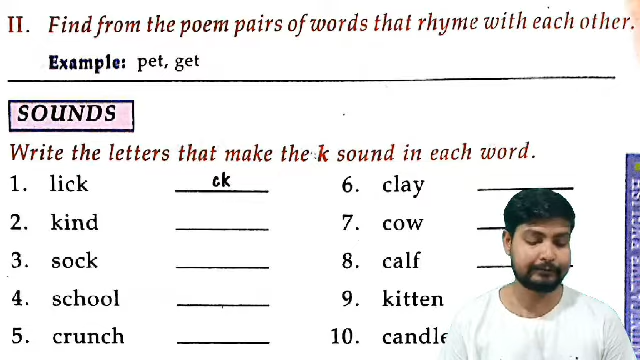 II. Find from the poem pairs of words that rhyme with each other.
Example: pet, get
SOUNDS
Write the letters that make the k sound in each word.
1. lick ck
2. kind
3. sock
4. school
5. crunch
6. clay
7. cow
8. calf
9. kitten
10. candle